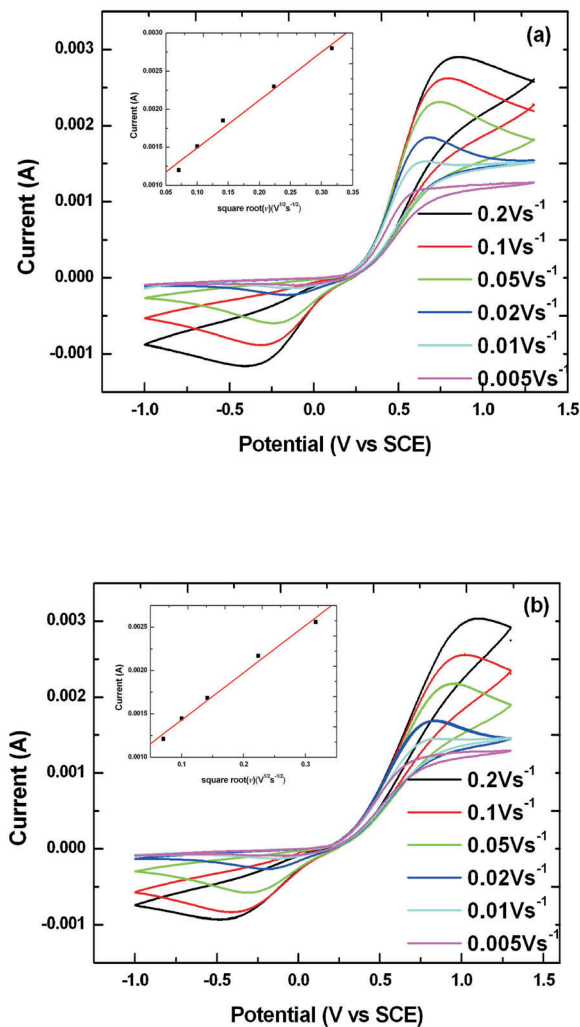 (a)
0.003
0.002
0.001
0.000
-0.001
Current (A)
-1.0 -0.5 0.0 0.5 1.0 1.5
Potential (V vs SCE)
0.0030
0.0025
0.0020
0.0015
0.0010
Current (A)
0.05 0.10 0.15 0.20 0.25 0.30 0.35
square root(v)(V^1/2 s^-1/2)
0.2Vs⁻¹
0.1Vs⁻¹
0.05Vs⁻¹
0.02Vs⁻¹
0.01Vs⁻¹
0.005Vs⁻¹
(b)
0.003
0.002
0.001
0.000
-0.001
Current (A)
-1.0 -0.5 0.0 0.5 1.0 1.5
Potential (V vs SCE)
0.0025
0.0020
0.0015
0.0010
Current (A)
0.1 0.2 0.3
square root(v)(V^1/2 s^-1/2)
0.2Vs⁻¹
0.1Vs⁻¹
0.05Vs⁻¹
0.02Vs⁻¹
0.01Vs⁻¹
0.005Vs⁻¹